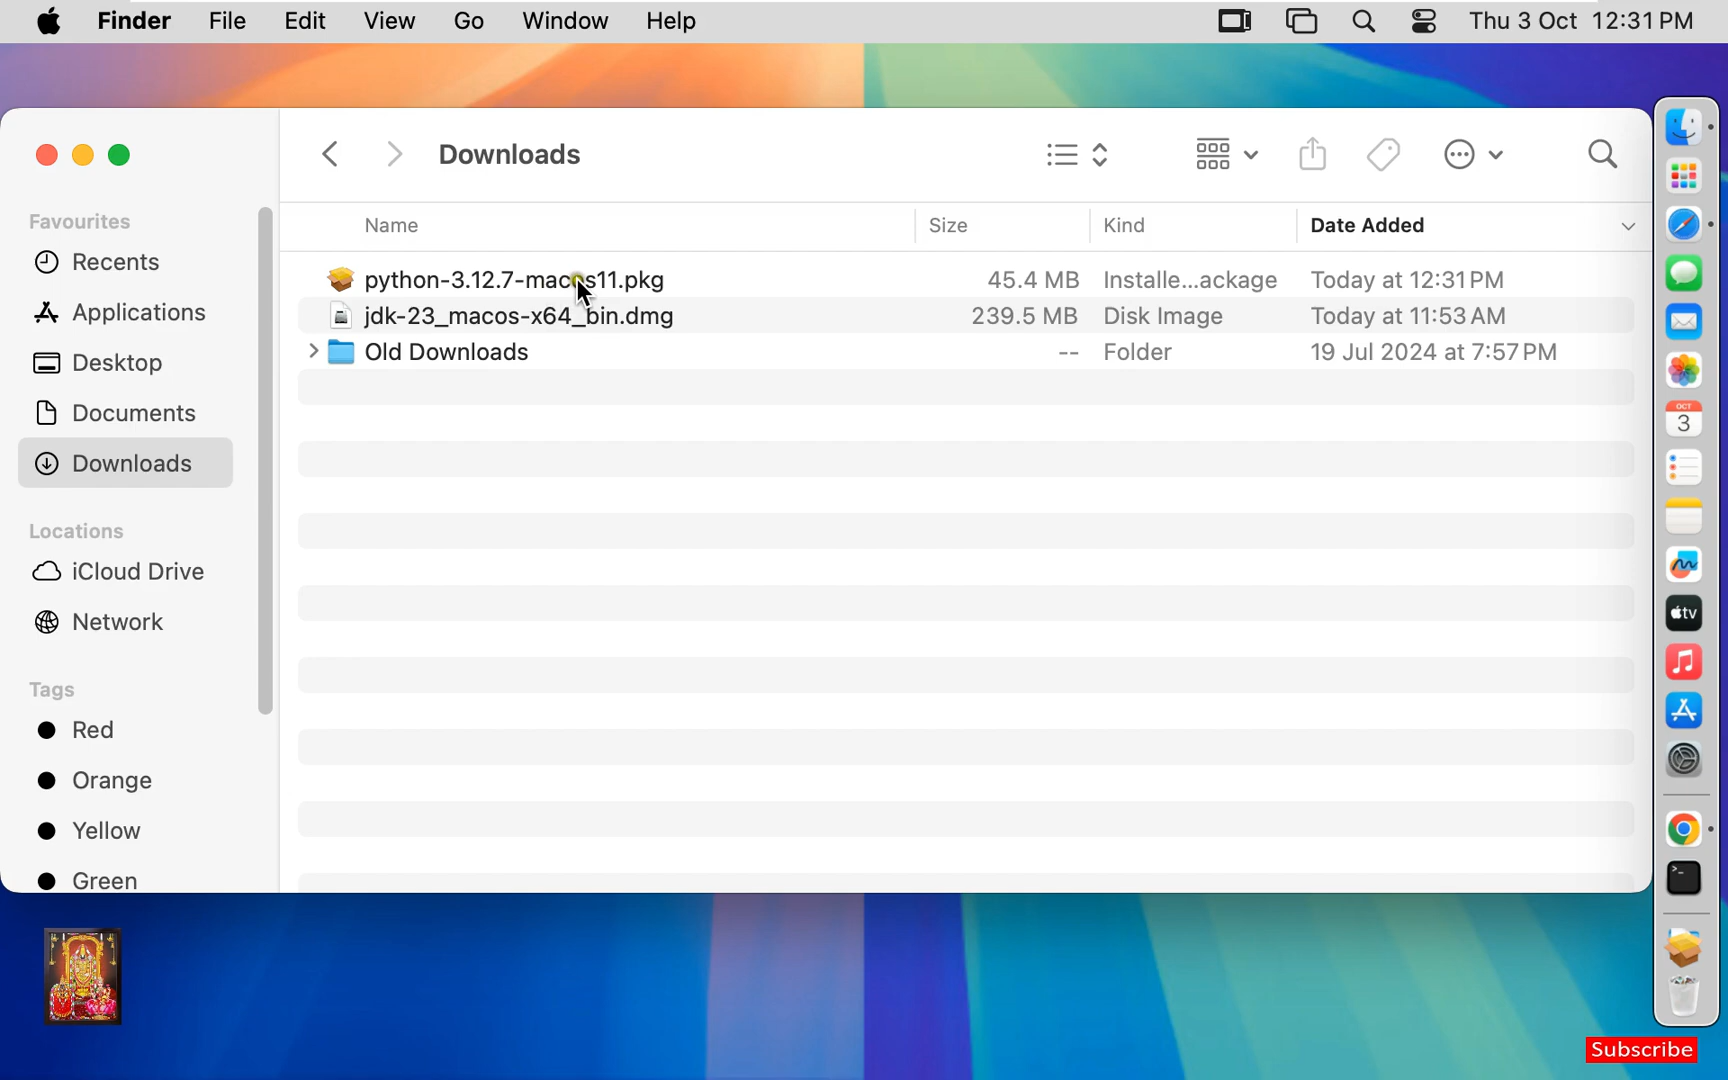 Finder File Edit View Go Window Help Thu 3 Oct 12:31 PM
Downloads
Favourites
Recents
Applications
Desktop
Documents
Downloads
Locations
iCloud Drive
Network
Tags
Red
Orange
Yellow
Green
Name Size Kind Date Added
python-3.12.7-macos11.pkg 45.4 MB Installe...ackage Today at 12:31 PM
jdk-23_macos-x64_bin.dmg 239.5 MB Disk Image Today at 11:53 AM
Old Downloads -- Folder 19 Jul 2024 at 7:57 PM
OCT
3
tv
Subscribe